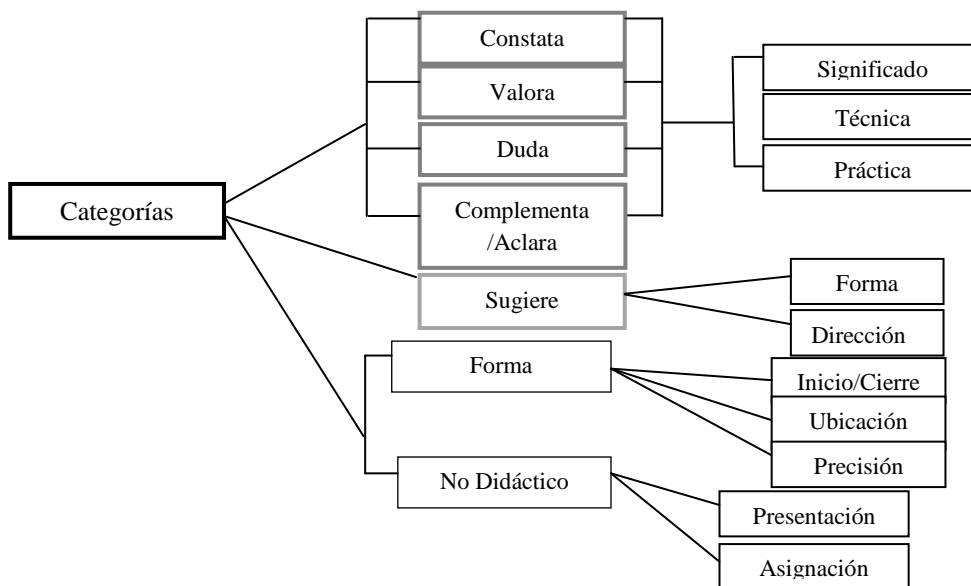 Categorías
Constata
Valora
Duda
Complementa
/Aclara
Sugiere
Forma
No Didáctico
Significado
Técnica
Práctica
Forma
Dirección
Inicio/Cierre
Ubicación
Precisión
Presentación
Asignación